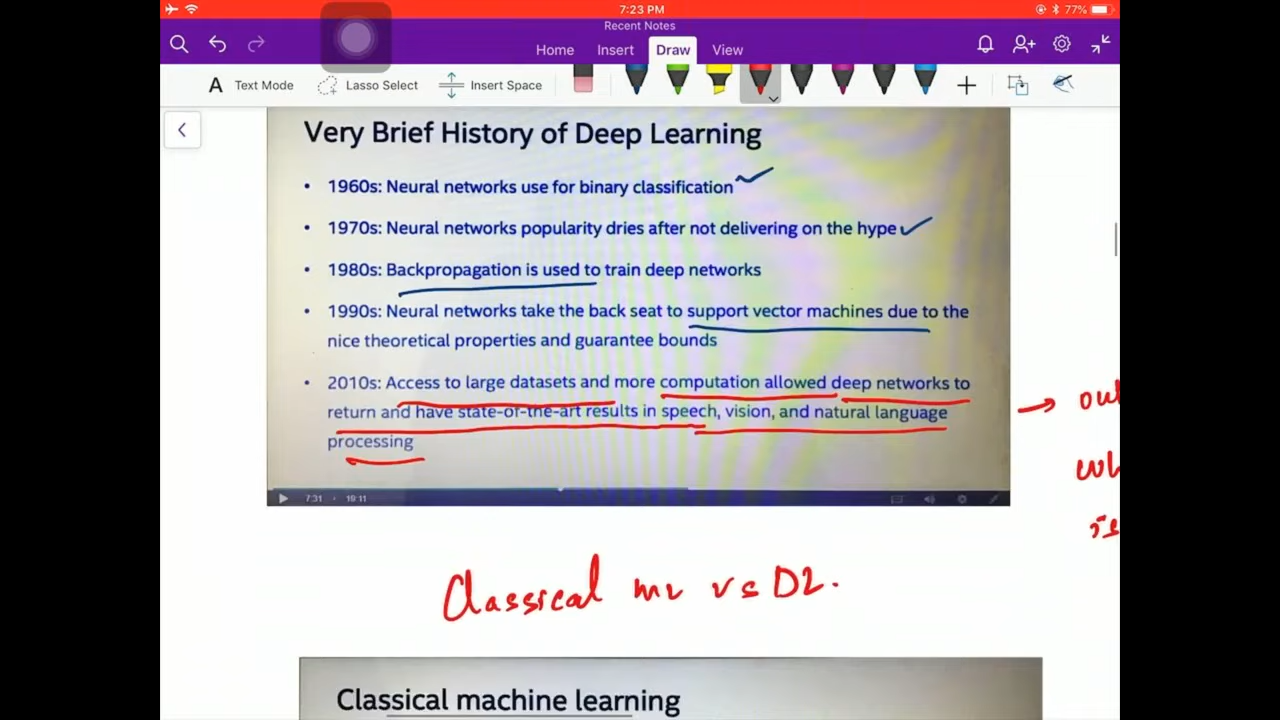 7:23 PM
77%
Recent Notes
Home Insert Draw View
A Text Mode Lasso Select Insert Space
Very Brief History of Deep Learning
• 1960s: Neural networks use for binary classification
• 1970s: Neural networks popularity dries after not delivering on the hype
• 1980s: Backpropagation is used to train deep networks
• 1990s: Neural networks take the back seat to support vector machines due to the
nice theoretical properties and guarantee bounds
• 2010s: Access to large datasets and more computation allowed deep networks to
return and have state-of-the-art results in speech, vision, and natural language
processing
7:31 · 19:11
Classical ML vs DL.
Classical machine learning